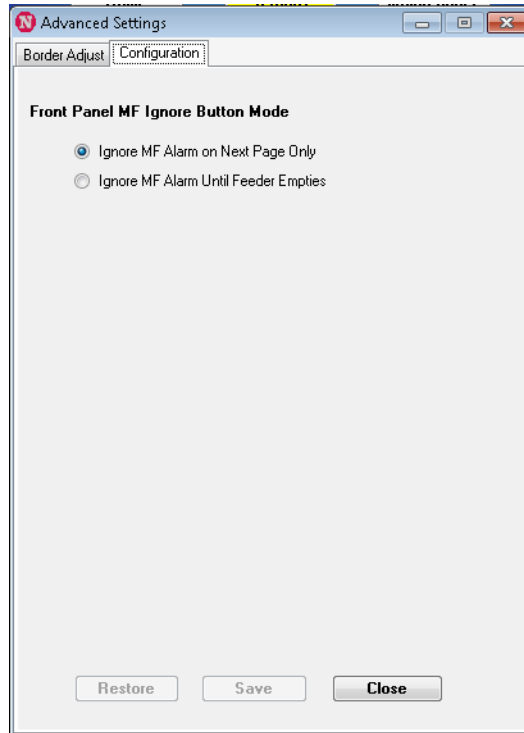 N Advanced Settings
Border Adjust Configuration
Front Panel MF Ignore Button Mode
Ignore MF Alarm on Next Page Only
Ignore MF Alarm Until Feeder Empties
Restore Save Close